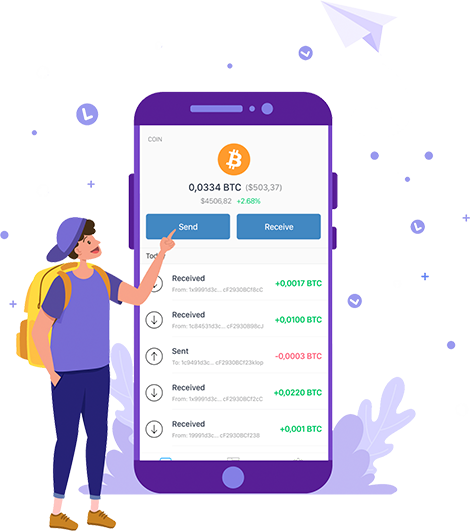 COIN
0,0334 BTC ($503,37)
$4506,82 +2.68%
Send Receive
Today
Received
From: 1x9991d3c... cF29308Cf8cC
+0,0017 BTC
Received
From: 1c84531d3c... cF29308C98cJ
+0,0100 BTC
Sent
To: 1c9491d3c... cF29308Cf23klop
-0,0003 BTC
Received
From: 1x9991d3c... cF29308Cf2cC
+0,0220 BTC
Received
From: 19991d3c... cF29308Cf238
+0,001 BTC